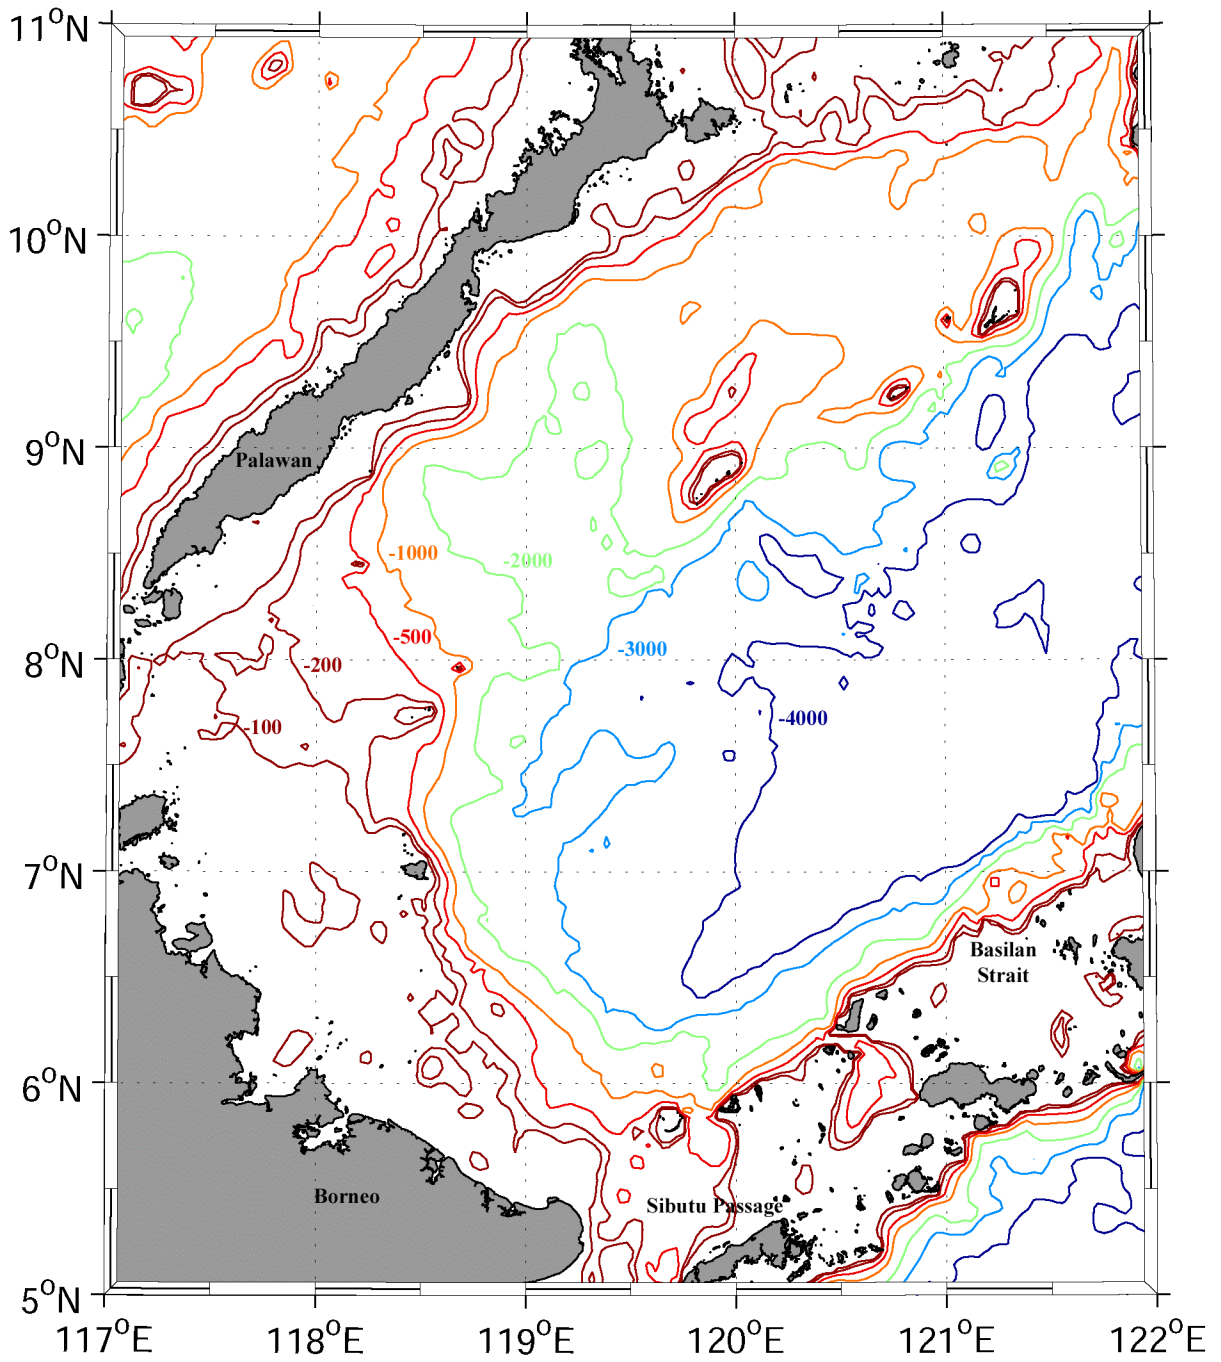 11°N
10°N
9°N
Palawan
-1000
-2000
-500
-3000
8°N
-200
-4000
-100
7°N
Basilan
Strait
6°N
Borneo
Sibutu Passage
5°N
117°E
118°E
119°E
120°E
121°E
122°E